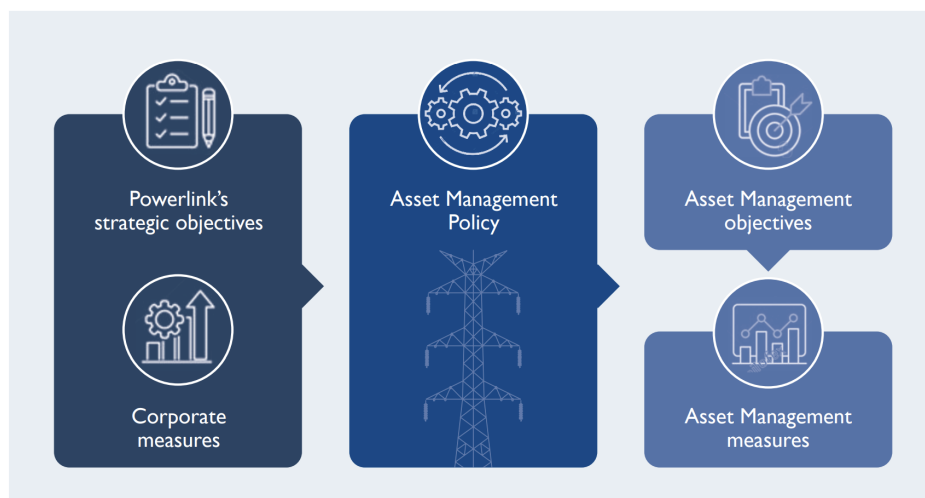 Powerlink's
strategic objectives
Corporate
measures
Asset Management
Policy
Asset Management
objectives
Asset Management
measures